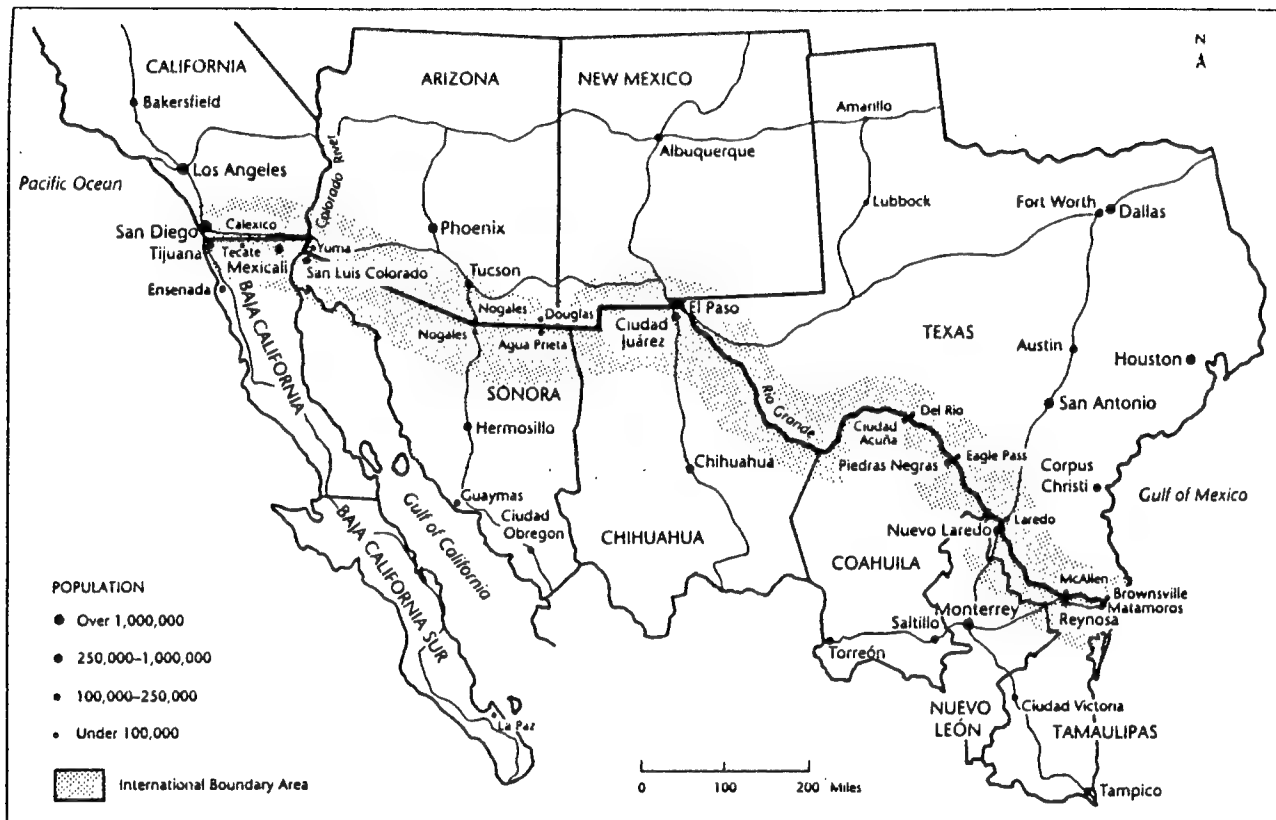 N
CALIFORNIA
ARIZONA
NEW MEXICO
Bakersfield
Amarillo
Albuquerque
Los Angeles
Colorado River
Pacific Ocean
Lubbock
Fort Worth
Dallas
San Diego
Calexico
Phoenix
Tijuana
Tecate
Yuma
Mexicali
San Luis Colorado
Tucson
Ensenada
BAJA CALIFORNIA
Nogales
Douglas
El Paso
Nogales
Agua Prieta
Ciudad
Juárez
TEXAS
Austin
Houston
SONORA
Rio Grande
San Antonio
Hermosillo
Del Rio
Ciudad
Acuña
Eagle Pass
Piedras Negras
Chihuahua
Corpus
Christi
Gulf of Mexico
Guaymas
Ciudad
Obregon
Gulf of California
BAJA CALIFORNIA SUR
CHIHUAHUA
Nuevo Laredo
Laredo
COAHUILA
McAllen
Brownsville
Matamoros
Reynosa
Monterrey
Saltillo
Torreón
NUEVO
LEÓN
Ciudad Victoria
TAMAULIPAS
La Paz
Tampico
POPULATION
Over 1,000,000
250,000–1,000,000
100,000–250,000
Under 100,000
International Boundary Area
0 100 200 Miles